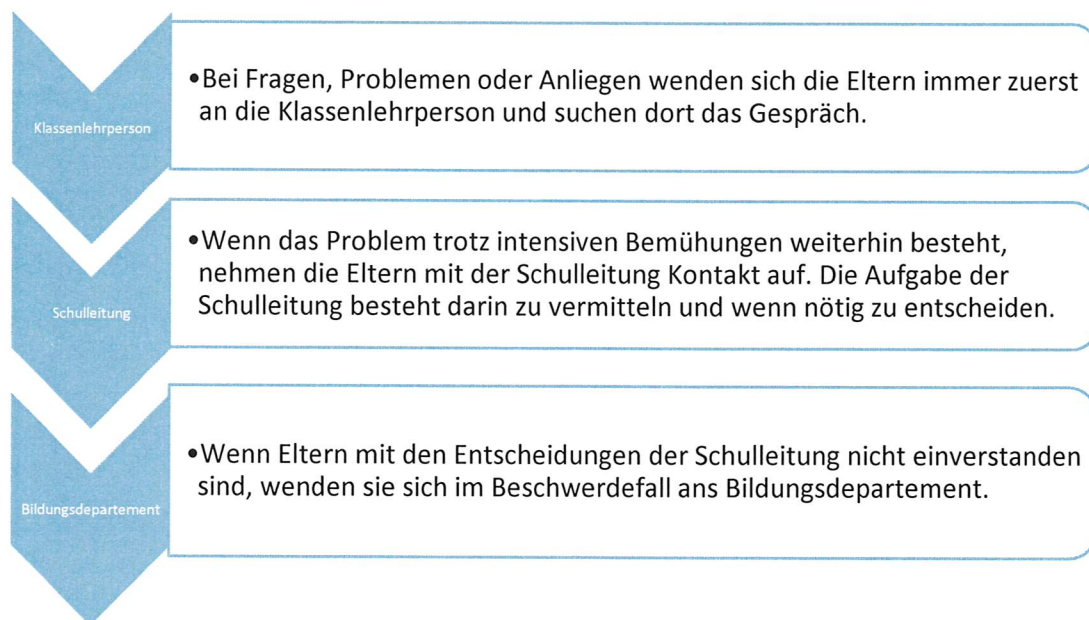 Klassenlehrperson
•Bei Fragen, Problemen oder Anliegen wenden sich die Eltern immer zuerst
an die Klassenlehrperson und suchen dort das Gespräch.
Schulleitung
•Wenn das Problem trotz intensiven Bemühungen weiterhin besteht,
nehmen die Eltern mit der Schulleitung Kontakt auf. Die Aufgabe der
Schulleitung besteht darin zu vermitteln und wenn nötig zu entscheiden.
Bildungsdepartement
•Wenn Eltern mit den Entscheidungen der Schulleitung nicht einverstanden
sind, wenden sie sich im Beschwerdefall ans Bildungsdepartement.